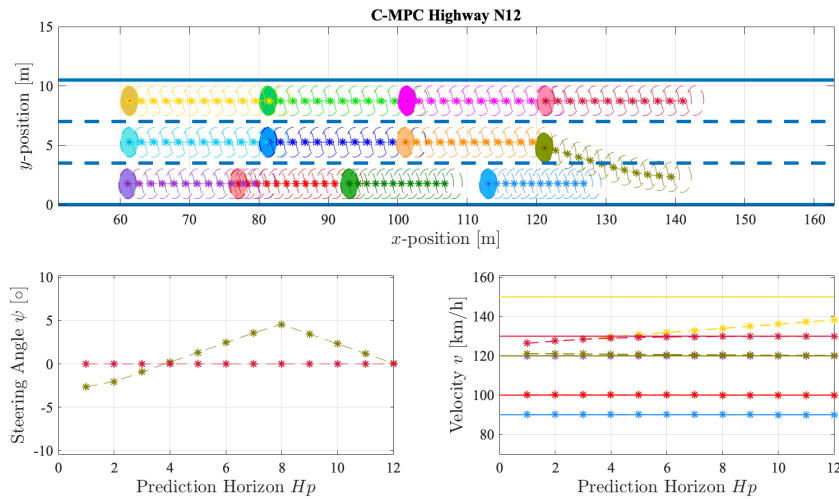 C-MPC Highway N12
15
10
5
0
y-position [m]
60 70 80 90 100 110 120 130 140 150 160
x-position [m]
10
5
0
-5
-10
Steering Angle ψ [○]
0 2 4 6 8 10 12
Prediction Horizon Hp
160
140
120
100
80
Velocity v [km/h]
0 2 4 6 8 10 12
Prediction Horizon Hp